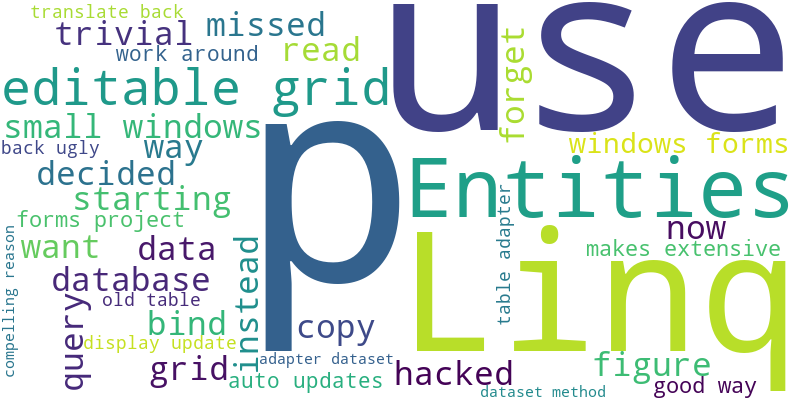 translate back
trivial
missed
use
work around
read
forget
editable grid
p
small windows
windows forms
back ugly
way
Entities
decided
starting
table adapter
forms project
now
want
data
instead
Linq
makes extensive
compelling reason
database
query
old table
bind
copy
display update
adapter dataset
figure
grid
auto updates
hacked
good way
dataset method